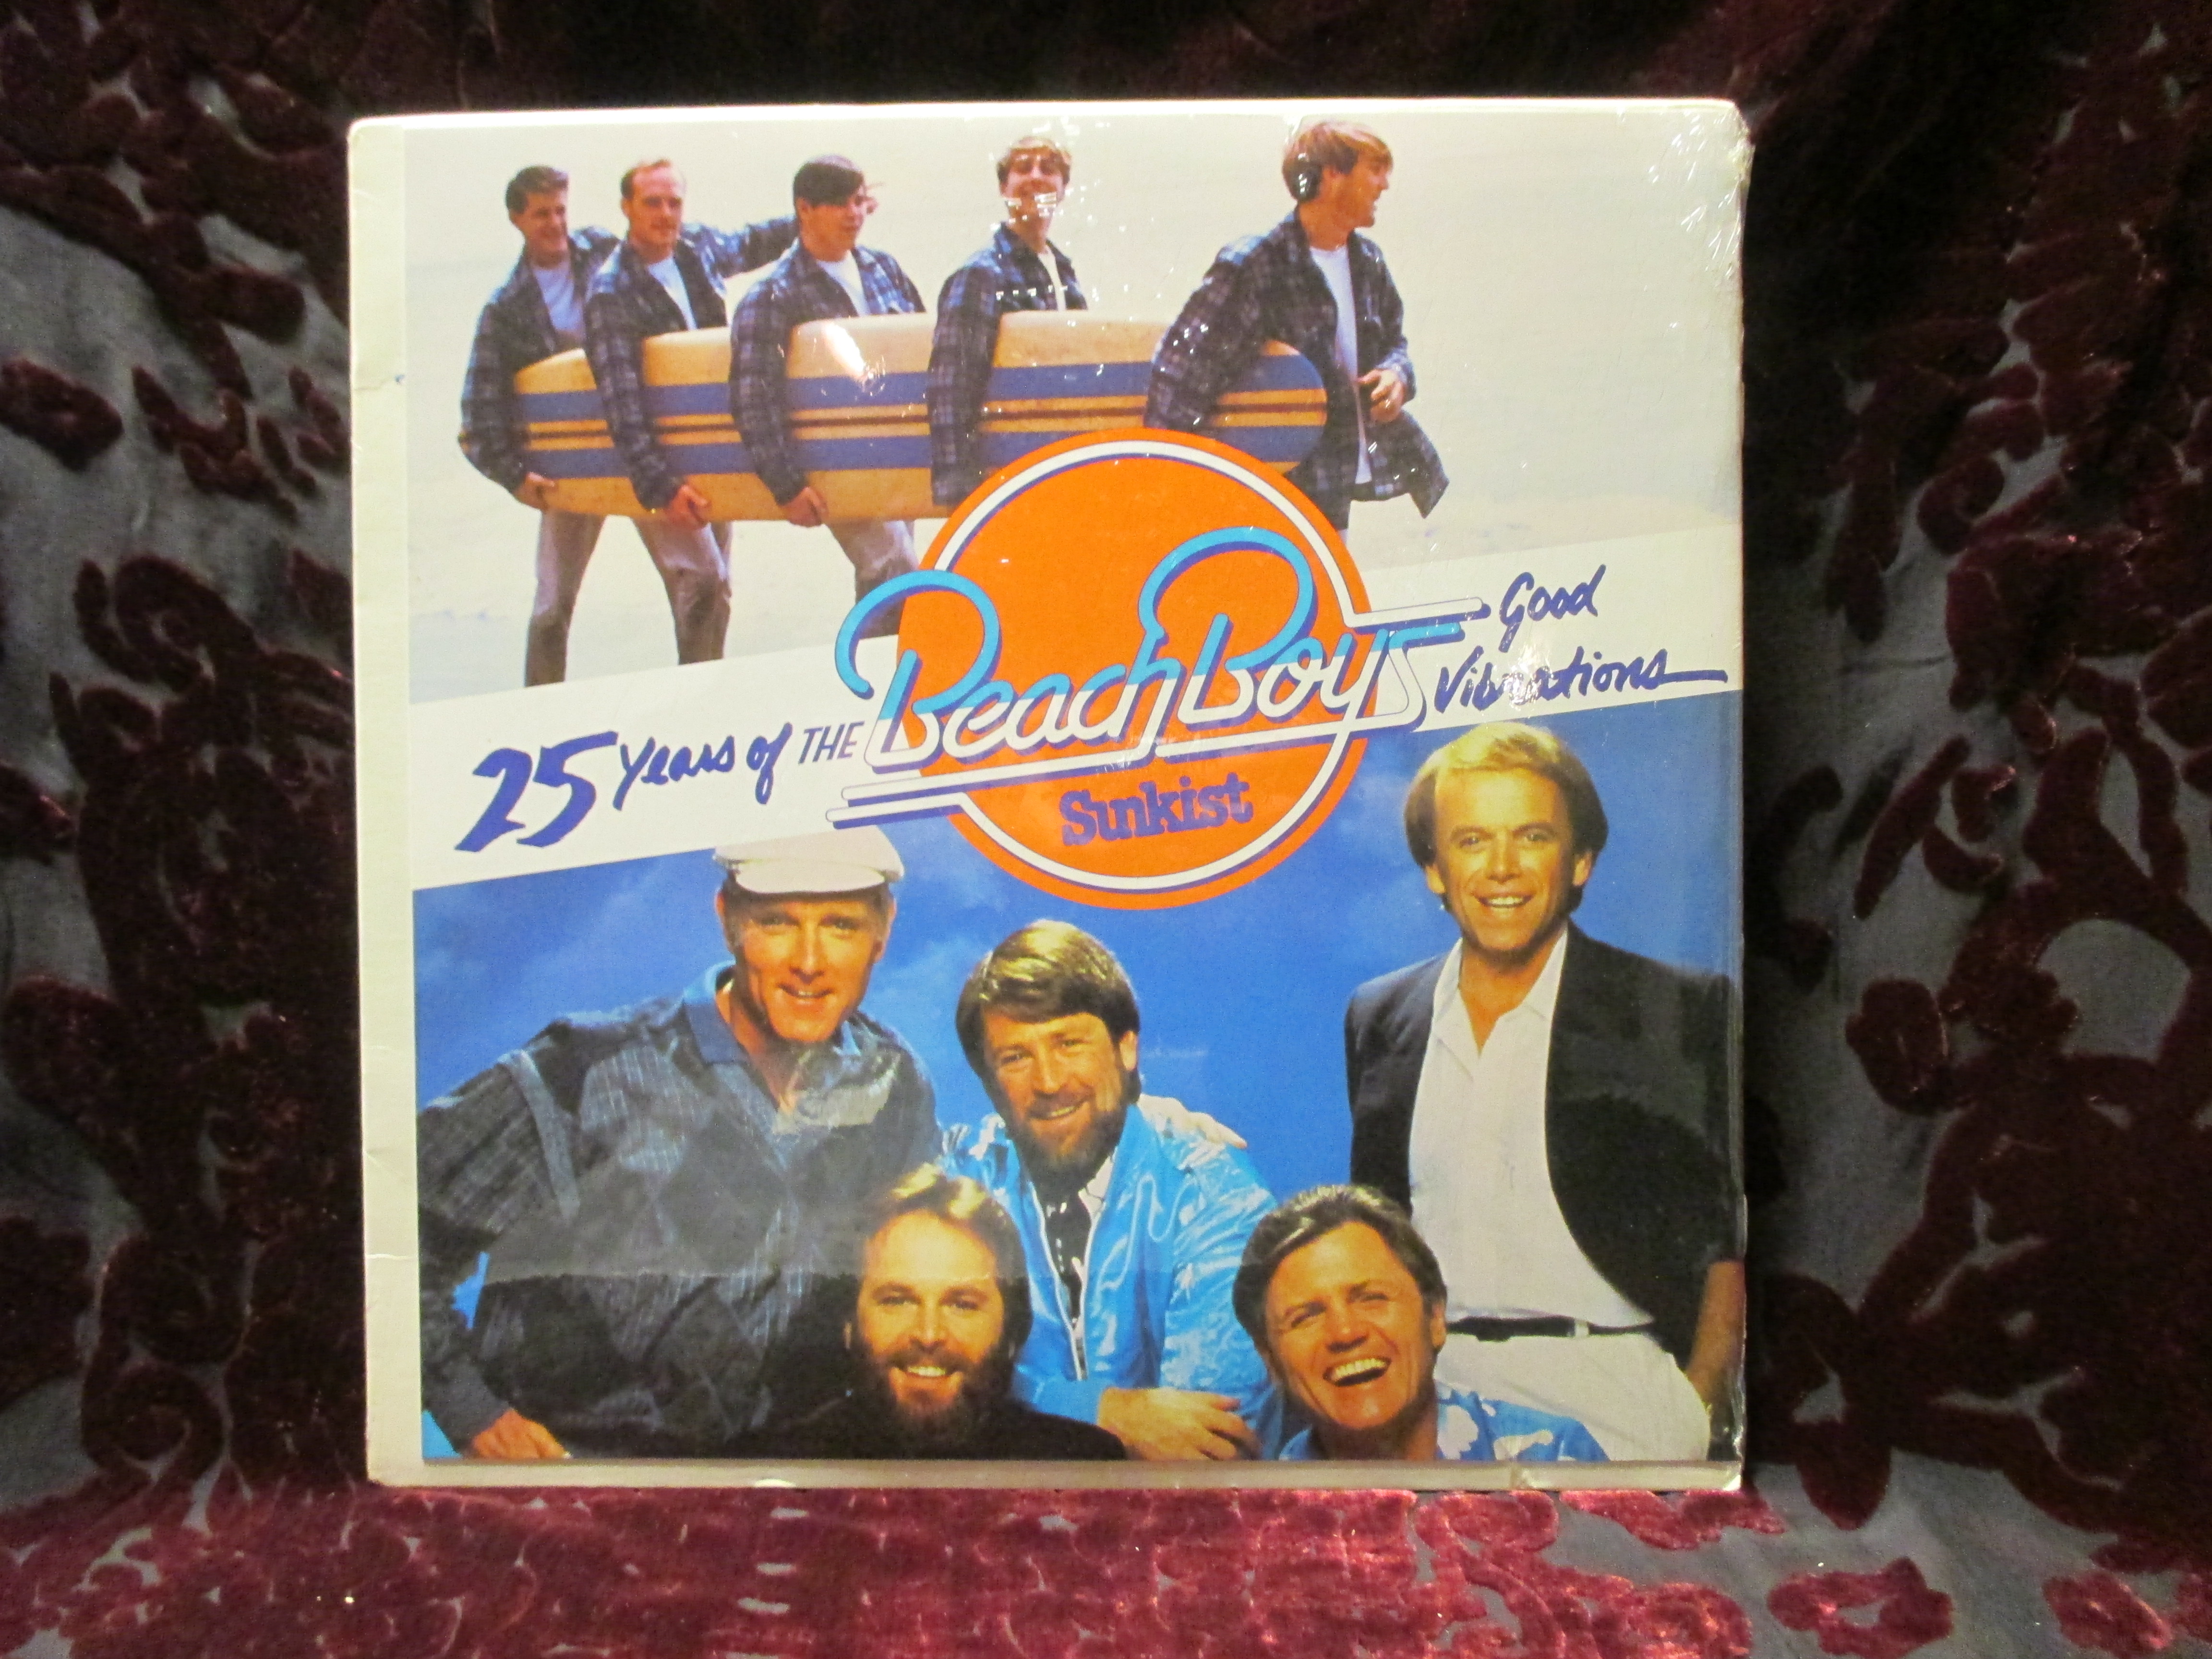 25 Years of THE Beach Boys Good
Vibrations
Sunkist